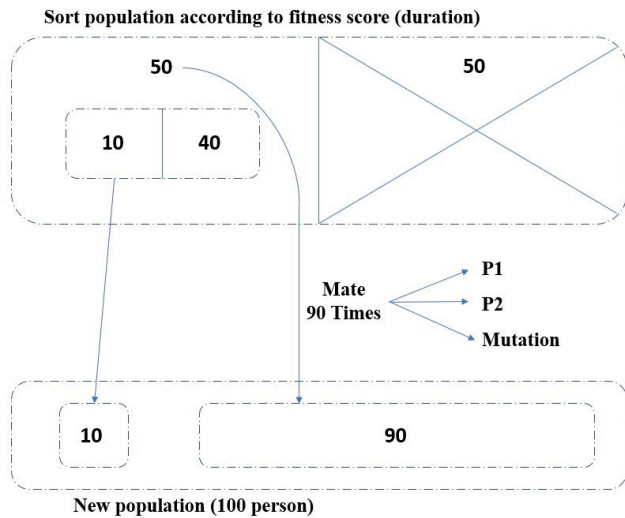 Sort population according to fitness score (duration)
50
50
10
40
P1
Mate
90 Times
P2
Mutation
10
90
New population (100 person)